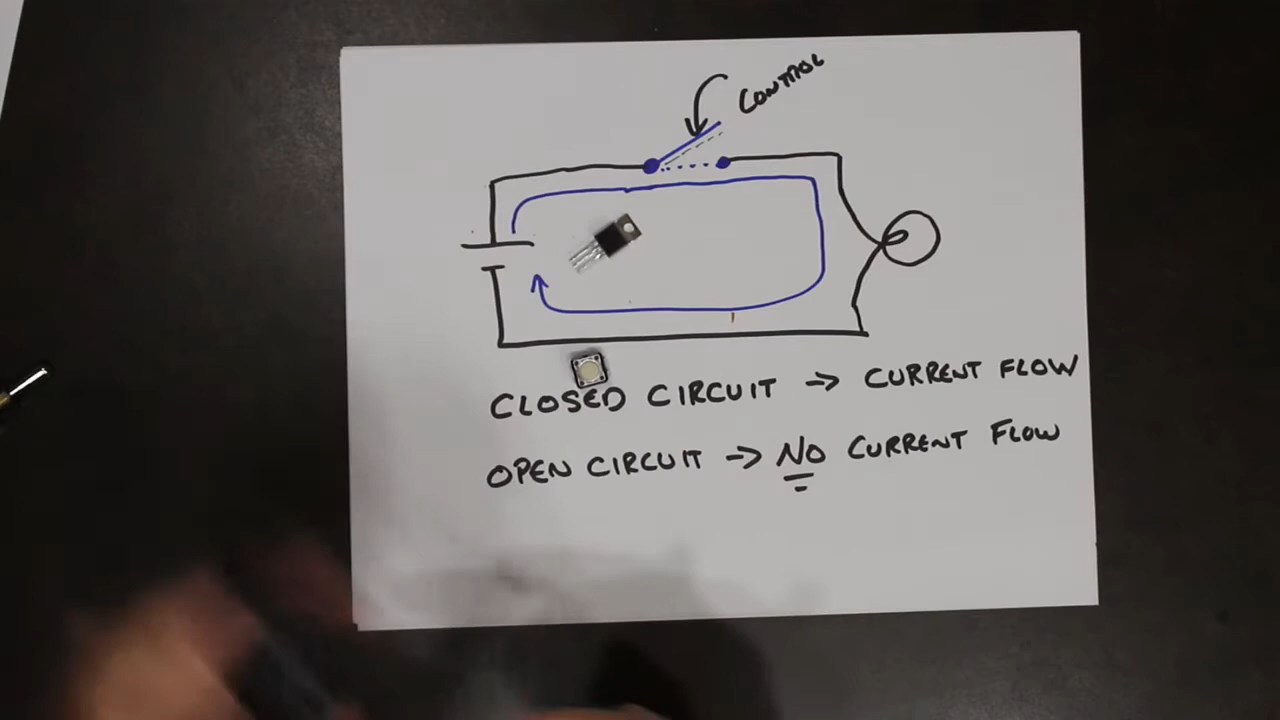 CONTROL
CLOSED CIRCUIT → CURRENT FLOW
OPEN CIRCUIT → NO CURRENT FLOW